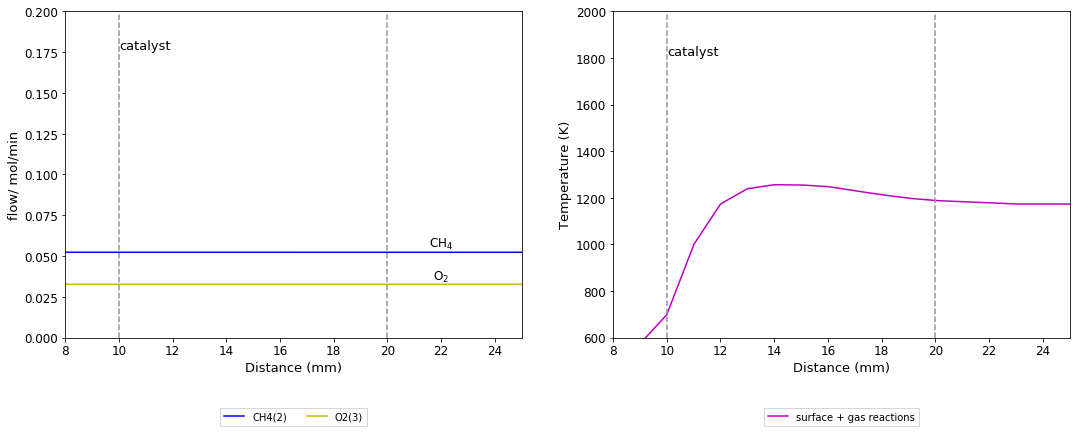 0.200
0.175
0.150
0.125
0.100
0.075
0.050
0.025
0.000
flow/ mol/min
catalyst
CH₄
O₂
8 10 12 14 16 18 20 22 24
Distance (mm)
CH4(2) O2(3)
2000
1800
1600
1400
1200
1000
800
600
Temperature (K)
catalyst
8 10 12 14 16 18 20 22 24
Distance (mm)
surface + gas reactions